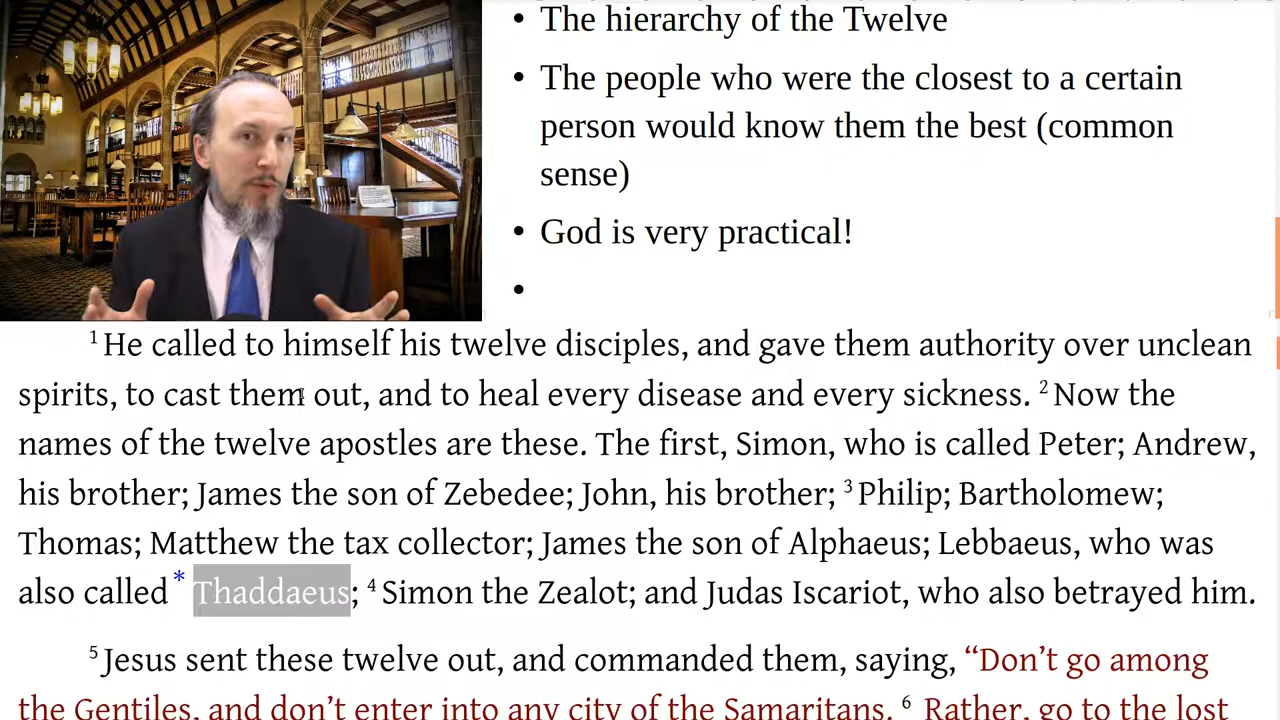 • The hierarchy of the Twelve
• The people who were the closest to a certain
person would know them the best (common
sense)
• God is very practical!
•
1 He called to himself his twelve disciples, and gave them authority over unclean
spirits, to cast them out, and to heal every disease and every sickness. 2 Now the
names of the twelve apostles are these. The first, Simon, who is called Peter; Andrew,
his brother; James the son of Zebedee; John, his brother; 3 Philip; Bartholomew;
Thomas; Matthew the tax collector; James the son of Alphaeus; Lebbaeus, who was
also called * Thaddaeus; 4 Simon the Zealot; and Judas Iscariot, who also betrayed him.
5 Jesus sent these twelve out, and commanded them, saying, “Don’t go among
the Gentiles, and don’t enter into any city of the Samaritans. 6 Rather, go to the lost